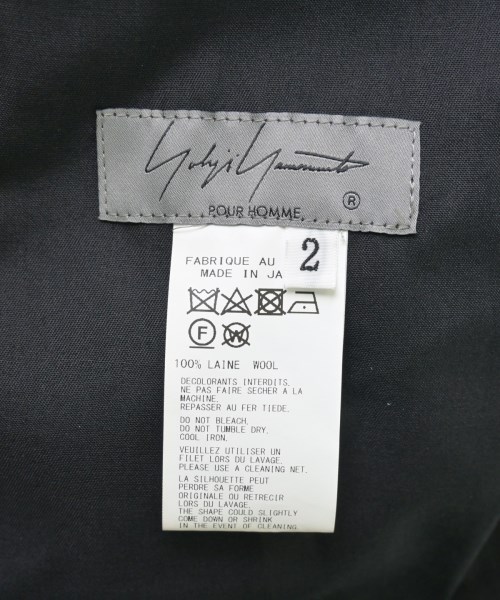 Yohji Yamamoto
®
POUR HOMME
2
FABRIQUE AU
MADE IN JA
F
W
100% LAINE WOOL
DECOLORANTS INTERDITS.
NE PAS FAIRE SECHER A LA
MACHINE.
REPASSER AU FER TIEDE.
DO NOT BLEACH.
DO NOT TUMBLE DRY.
COOL IRON.
VEUILLEZ UTILISER UN
FILET LORS DU LAVAGE.
PLEASE USE A CLEANING NET.
LA SILHOUETTE PEUT
PERDRE SA FORME
ORIGINALE OU RETRECIR
LORS DU LAVAGE.
THE SHAPE COULD SLIGHTLY
COME DOWN OR SHRINK
IN THE EVENT OF CLEANING.